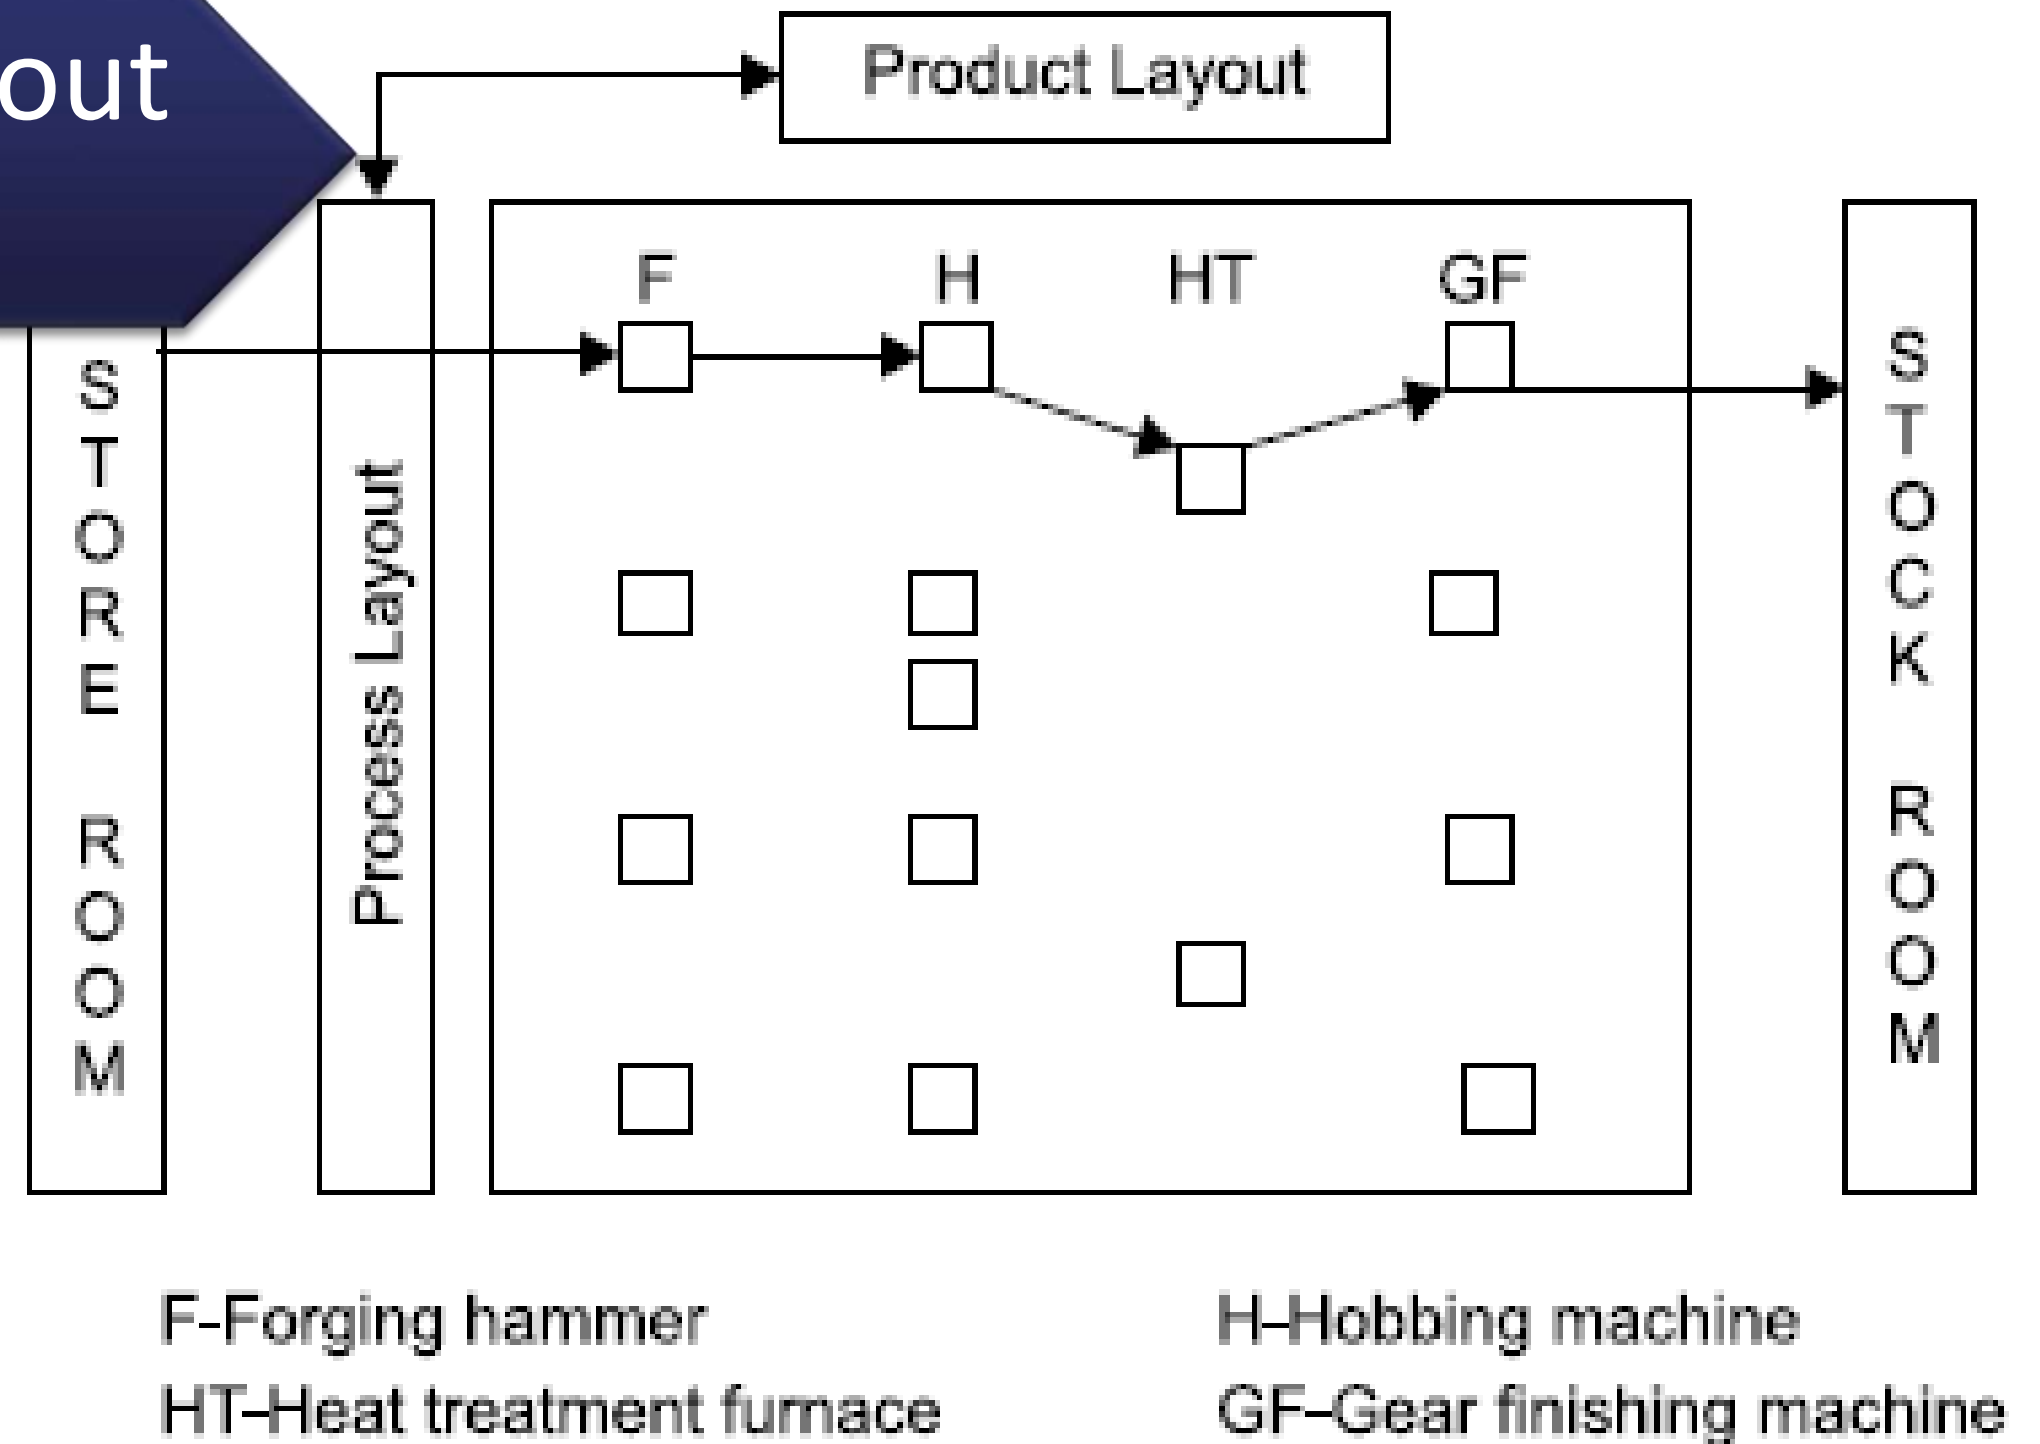 out
Product Layout
F H HT GF
STORE ROOM
Process Layout
STOCK ROOM
F-Forging hammer
H-Hobbing machine
HT-Heat treatment furnace
GF-Gear finishing machine